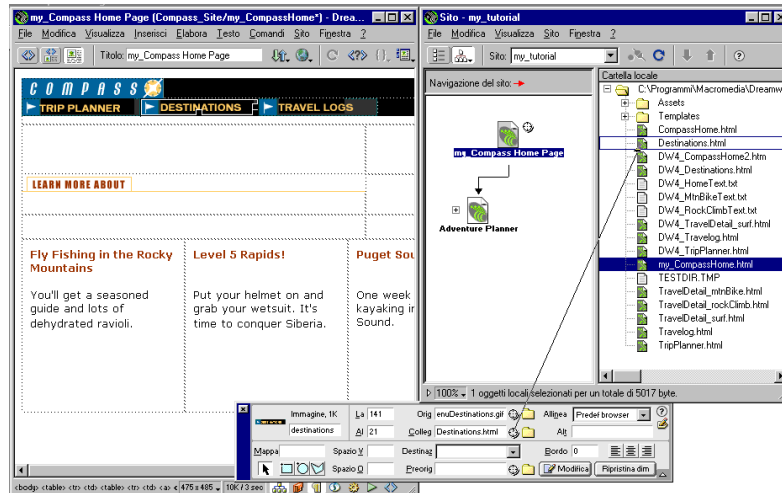 my_Compass Home Page (Compass_Site/my_CompassHome*) - Drea...
File Modifica Visualizza Inserisci Elabora Testo Comandi Sito Finestra ?
Titolo: my_Compass Home Page
COMPASS
TRIP PLANNER DESTINATIONS TRAVEL LOGS
LEARN MORE ABOUT
Fly Fishing in the Rocky
Mountains
You'll get a seasoned
guide and lots of
dehydrated ravioli.
Level 5 Rapids!
Put your helmet on and
grab your wetsuit. It's
time to conquer Siberia.
Puget Sou
One week
kayaking in
Sound.
<body> <table> <tr> <td> <table> <tr> <td> <a> < 475 x 485 10K / 3 sec
Sito - my_tutorial
File Modifica Visualizza Sito Finestra ?
Sito: my_tutorial
Navigazione del sito:
my_Compass Home Page
Adventure Planner
Cartella locale
C:\Programmi\Macromedia\Dreamw
Assets
Templates
CompassHome.html
Destinations.html
DW4_CompassHome2.htm
DW4_Destinations.html
DW4_HomeText.txt
DW4_MtnBikeText.txt
DW4_RockClimbText.txt
DW4_TravelDetail_surf.html
DW4_Travelog.html
DW4_TripPlanner.html
my_CompassHome.html
TESTDIR.TMP
TravelDetail_mtnBike.html
TravelDetail_rockClimb.html
TravelDetail_surf.html
Travelog.html
TripPlanner.html
100% 1 oggetti locali selezionati per un totale di 5017 byte.
Immagine, 1K La 141 Orig enuDestinations.gif Allinea Predef browser
destinations Al 21 Colleg Destinations.html Alt
Mappa Spazio V Destinaz Bordo 0
Spazio O Preorig Modifica Ripristina dim